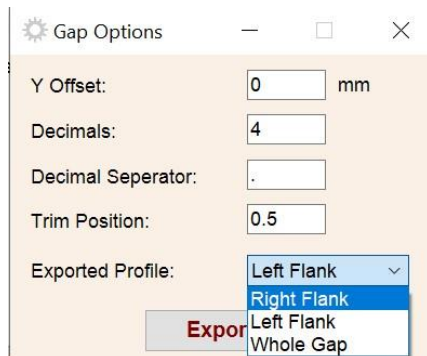 Gap Options
Y Offset: 0 mm
Decimals: 4
Decimal Seperator: .
Trim Position: 0.5
Exported Profile: Left Flank
Right Flank
Left Flank
Whole Gap